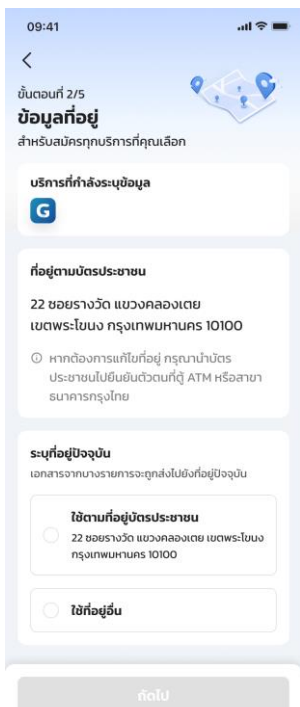 09:41
ขั้นตอนที่ 2/5
ข้อมูลที่อยู่
สำหรับสมัครทุกบริการที่คุณเลือก
บริการที่กำลังระบุข้อมูล
G
ที่อยู่ตามบัตรประชาชน
22 ซอยรางวัด แขวงคลองเตย
เขตพระโขนง กรุงเทพมหานคร 10100
หากต้องการแก้ไขที่อยู่ กรุณานำบัตร
ประชาชนไปยืนยันตัวตนที่ตู้ ATM หรือสาขา
ธนาคารกรุงไทย
ระบุที่อยู่ปัจจุบัน
เอกสารจากบางรายการจะถูกส่งไปยังที่อยู่ปัจจุบัน
ใช้ตามที่อยู่บัตรประชาชน
22 ซอยรางวัด แขวงคลองเตย เขตพระโขนง
กรุงเทพมหานคร 10100
ใช้ที่อยู่อื่น
ถัดไป